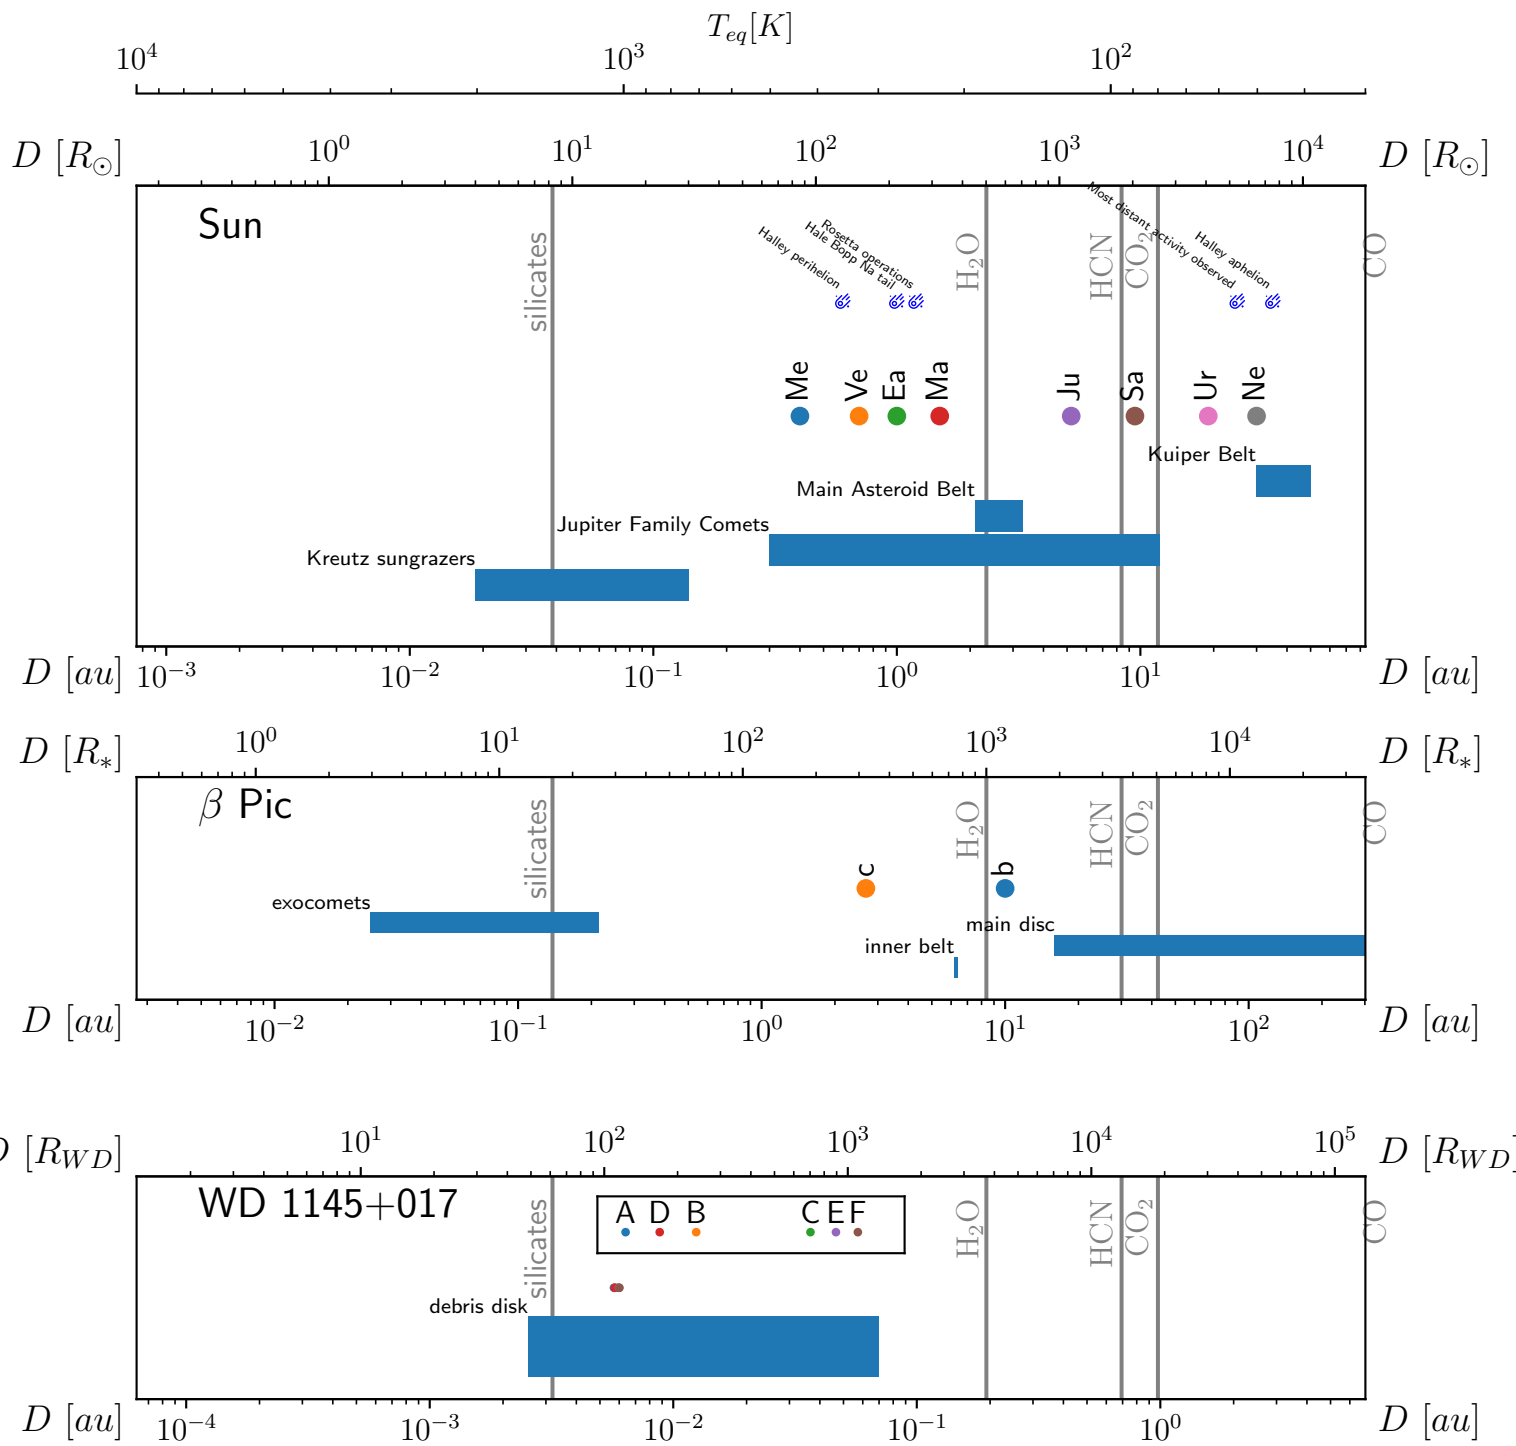 T_eq[K]
10^4 10^3 10^2
D [R_⊙] 10^0 10^1 10^2 10^3 10^4 D [R_⊙]
Sun
silicates
H_2O
HCN
CO_2
CO
Halley perihelion
Hale Bopp Na tail
Rosetta operations
Most distant activity observed
Halley aphelion
Me Ve Ea Ma Ju Sa Ur Ne
Kuiper Belt
Main Asteroid Belt
Jupiter Family Comets
Kreutz sungrazers
D [au] 10^−3 10^−2 10^−1 10^0 10^1 D [au]
D [R_*] 10^0 10^1 10^2 10^3 10^4 D [R_*]
β Pic
silicates
H_2O
HCN
CO_2
CO
c b
exocomets
main disc
inner belt
D [au] 10^−2 10^−1 10^0 10^1 10^2 D [au]
D [R_WD] 10^1 10^2 10^3 10^4 10^5 D [R_WD]
WD 1145+017
silicates
A D B C E F
H_2O
HCN
CO_2
CO
debris disk
D [au] 10^−4 10^−3 10^−2 10^−1 10^0 D [au]